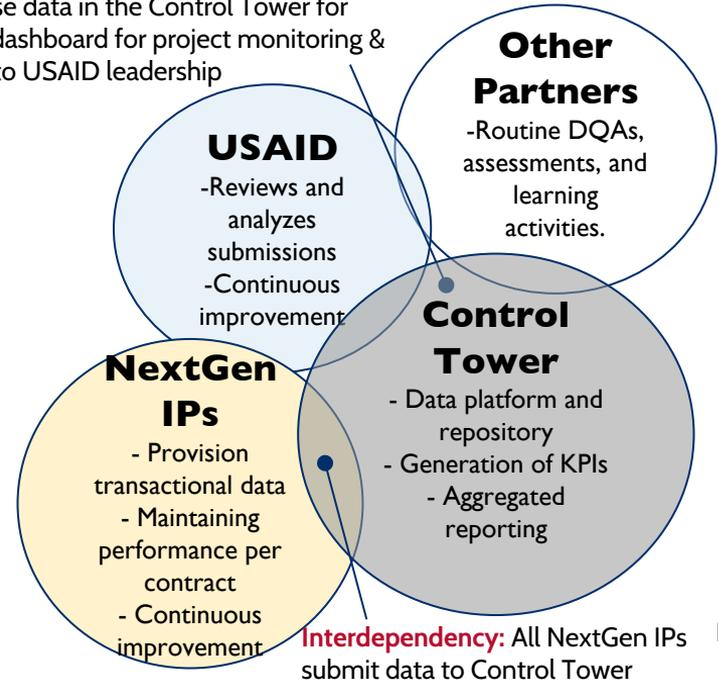 se data in the Control Tower for
dashboard for project monitoring &
to USAID leadership
Other
Partners
-Routine DQAs,
assessments, and
learning
activities.
USAID
-Reviews and
analyzes
submissions
-Continuous
improvement
Control
Tower
- Data platform and
repository
- Generation of KPIs
- Aggregated
reporting
NextGen
IPs
- Provision
transactional data
- Maintaining
performance per
contract
- Continuous
improvement
Interdependency: All NextGen IPs
submit data to Control Tower